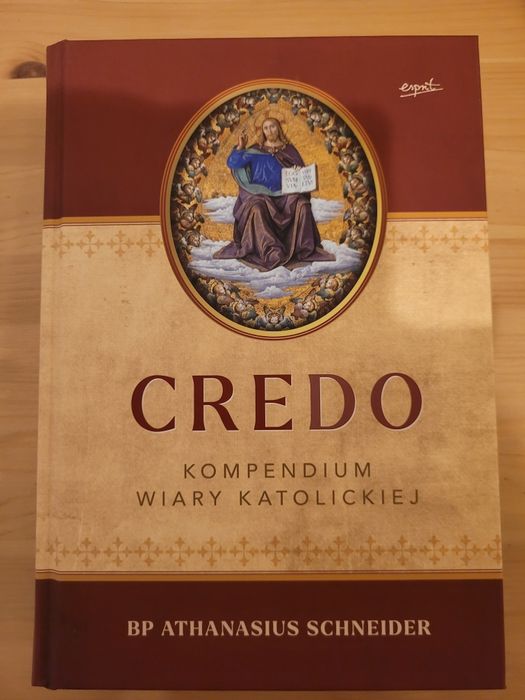 esprit
CREDO
KOMPENDIUM
WIARY KATOLICKIEJ
BP ATHANASIUS SCHNEIDER